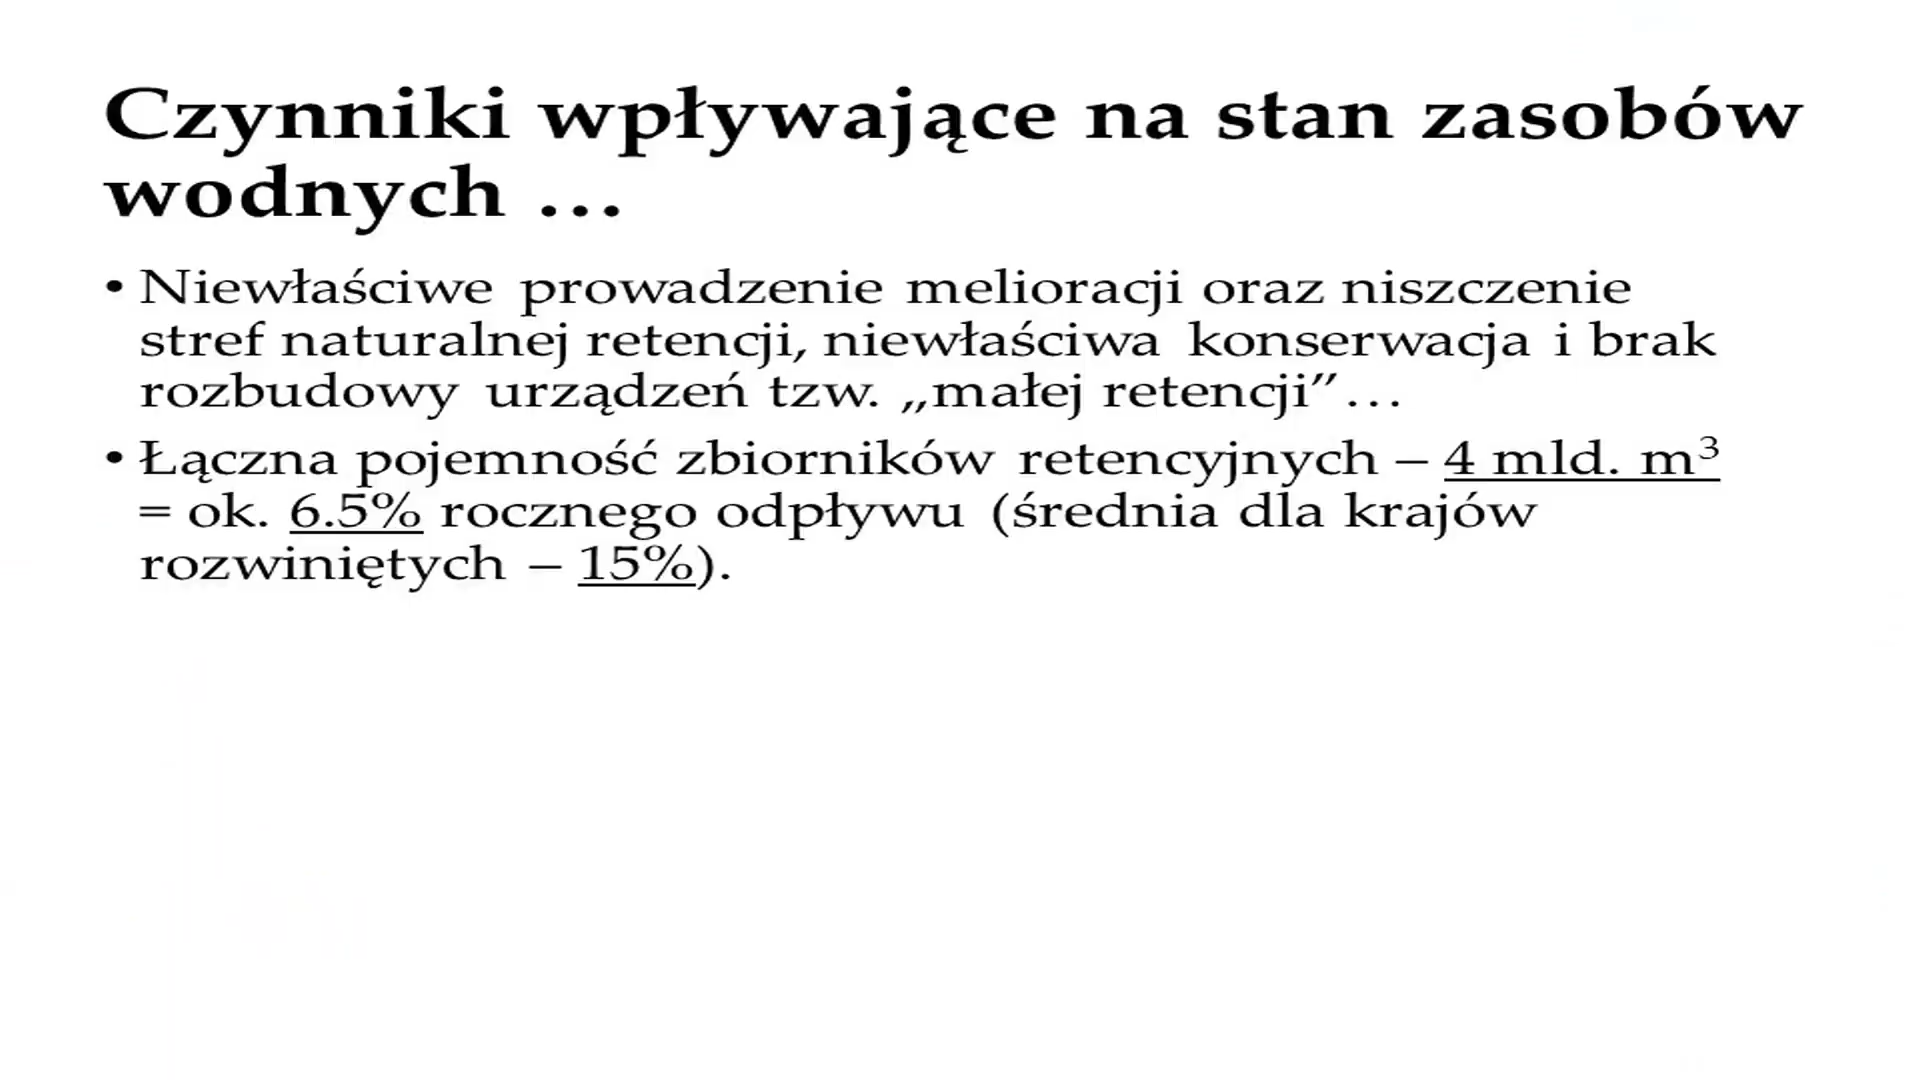 Czynniki wpływające na stan zasobów
wodnych …
• Niewłaściwe prowadzenie melioracji oraz niszczenie
stref naturalnej retencji, niewłaściwa konserwacja i brak
rozbudowy urządzeń tzw. „małej retencji”…
• Łączna pojemność zbiorników retencyjnych – 4 mld. m³
= ok. 6.5% rocznego odpływu (średnia dla krajów
rozwiniętych – 15%).